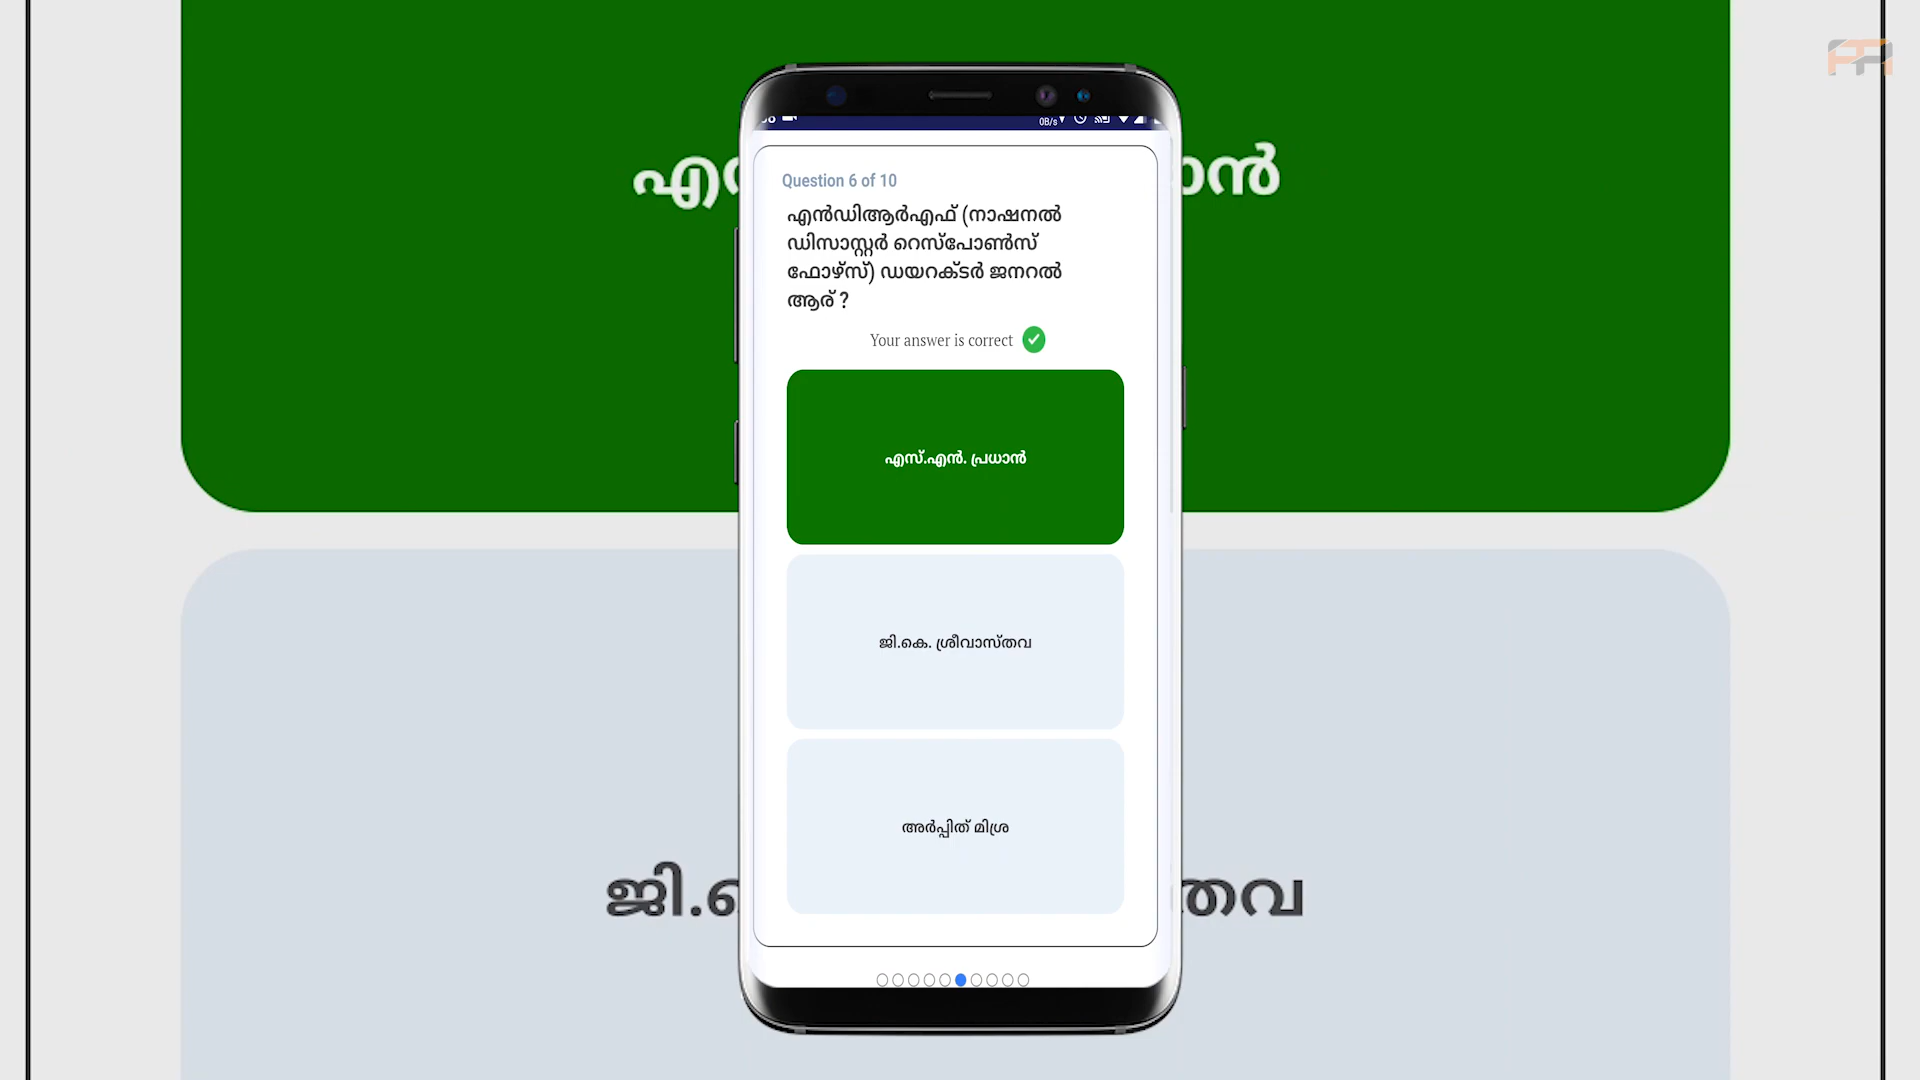 0B/s
Question 6 of 10
എൻഡിആർഎഫ് (നാഷനൽ
ഡിസാസ്റ്റർ റെസ്പോൺസ്
ഫോഴ്സ്) ഡയറക്ടർ ജനറൽ
ആര് ?
Your answer is correct
എസ്.എൻ. പ്രധാൻ
ജി.കെ. ശ്രീവാസ്തവ
അർപ്പിത് മിശ്ര